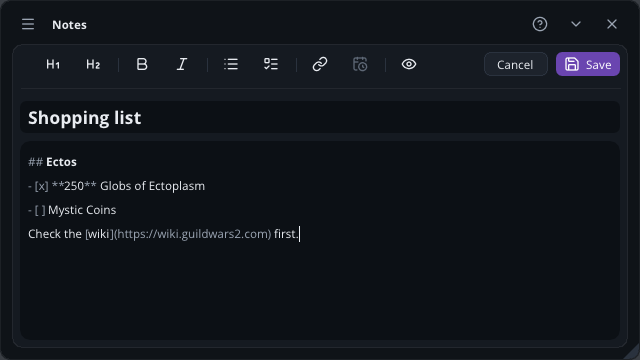 Notes
H1 H2 B I Cancel Save
Shopping list
## Ectos
- [x] **250** Globs of Ectoplasm
- [ ] Mystic Coins
Check the [wiki](https://wiki.guildwars2.com) first.